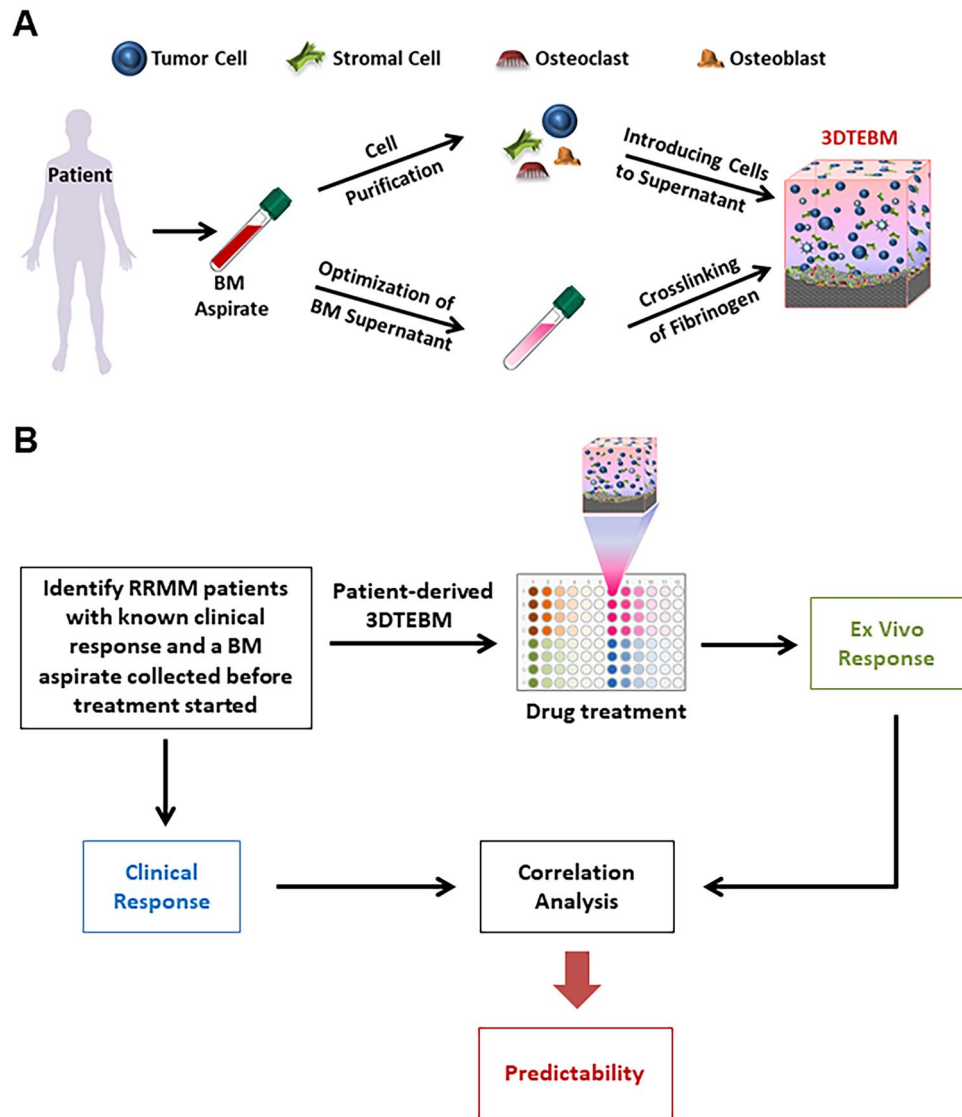 A
Tumor Cell
Stromal Cell
Osteoclast
Osteoblast
Patient
BM
Aspirate
Cell
Purification
Optimization of
BM Supernatant
Introducing Cells
to Supernatant
Crosslinking
of Fibrinogen
3DTEBM
B
Identify RRMM patients
with known clinical
response and a BM
aspirate collected before
treatment started
Patient-derived
3DTEBM
Drug treatment
Ex Vivo
Response
Clinical
Response
Correlation
Analysis
Predictability